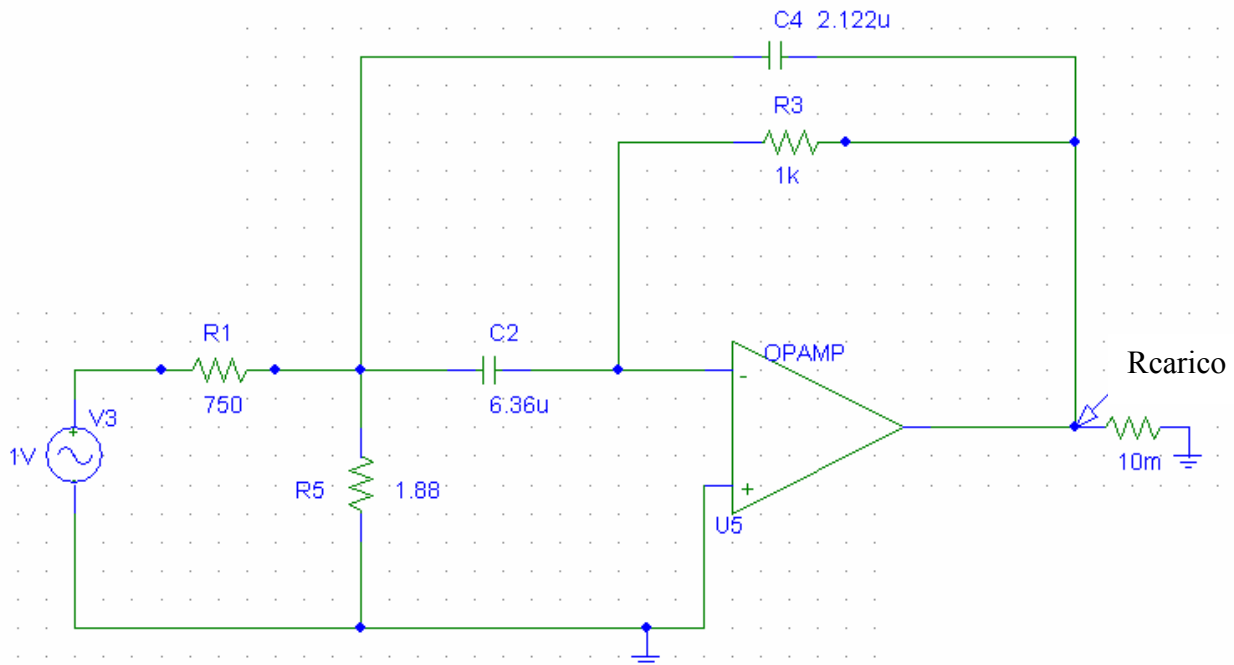 C4 2.122u
R3
1k
R1
750
C2
6.36u
OPAMP
-
+
U5
Rcarico
10m
V3
+
1V
R5 1.88